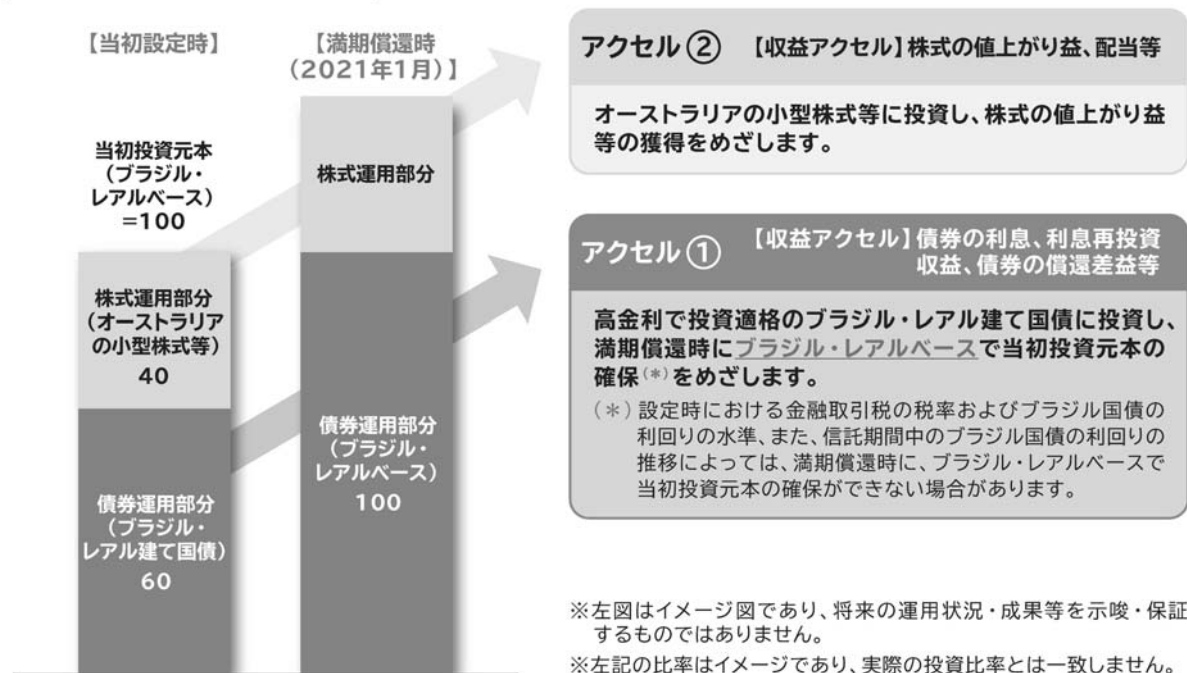 【当初設定時】
当初投資元本
（ブラジル・
レアルベース）
＝100
株式運用部分
（オーストラリア
の小型株式等）
40
債券運用部分
（ブラジル・
レアル建て国債）
60
【満期償還時
（2021年1月）】
株式運用部分
債券運用部分
（ブラジル・
レアルベース）
100
アクセル② 【収益アクセル】株式の値上がり益、配当等
オーストラリアの小型株式等に投資し、株式の値上がり益
等の獲得をめざします。
アクセル① 【収益アクセル】債券の利息、利息再投資
収益、債券の償還差益等
高金利で投資適格のブラジル・レアル建て国債に投資し、
満期償還時にブラジル・レアルベースで当初投資元本の
確保（＊）をめざします。
（＊）設定時における金融取引税の税率およびブラジル国債の
利回りの水準、また、信託期間中のブラジル国債の利回りの
推移によっては、満期償還時に、ブラジル・レアルベースで
当初投資元本の確保ができない場合があります。
※左図はイメージ図であり、将来の運用状況・成果等を示唆・保証
するものではありません。
※左記の比率はイメージであり、実際の投資比率とは一致しません。